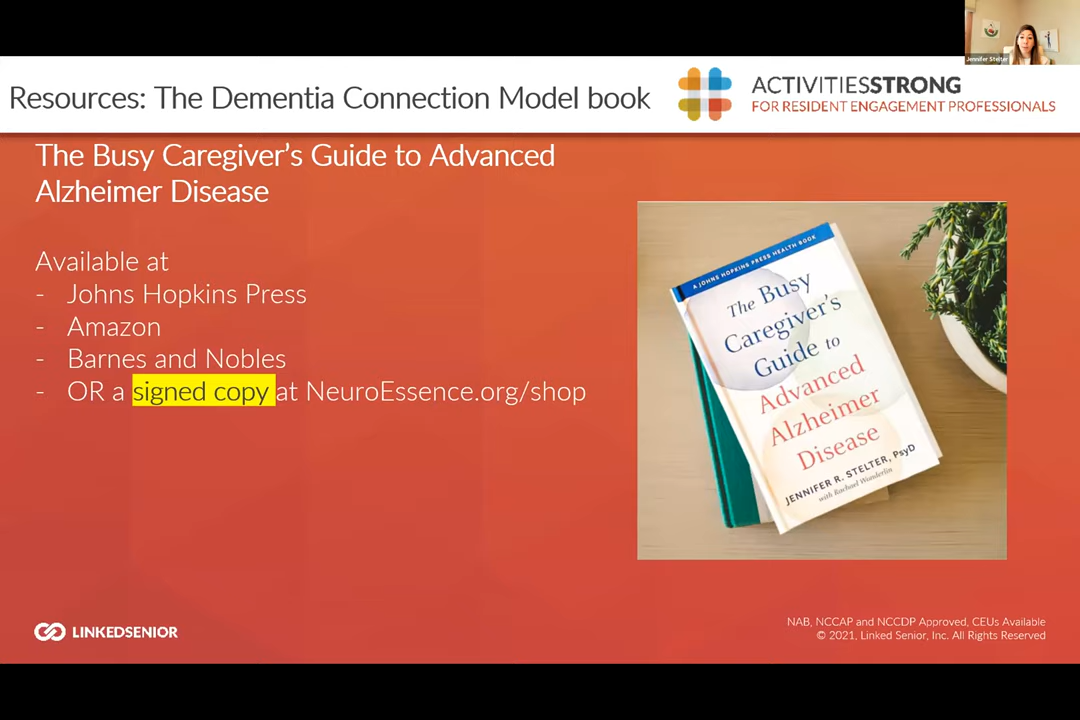 Jennifer Stelter
Resources: The Dementia Connection Model book
ACTIVITIESSTRONG
FOR RESIDENT ENGAGEMENT PROFESSIONALS
The Busy Caregiver's Guide to Advanced
Alzheimer Disease
Available at
- Johns Hopkins Press
- Amazon
- Barnes and Nobles
- OR a signed copy at NeuroEssence.org/shop
A JOHNS HOPKINS PRESS HEALTH BOOK
The Busy
Caregiver's
Guide to
Advanced
Alzheimer
Disease
JENNIFER R. STELTER, PsyD
with Rachael Wonderlin
LINKEDSENIOR
NAB, NCCAP and NCCDP Approved, CEUs Available
© 2021, Linked Senior, Inc. All Rights Reserved